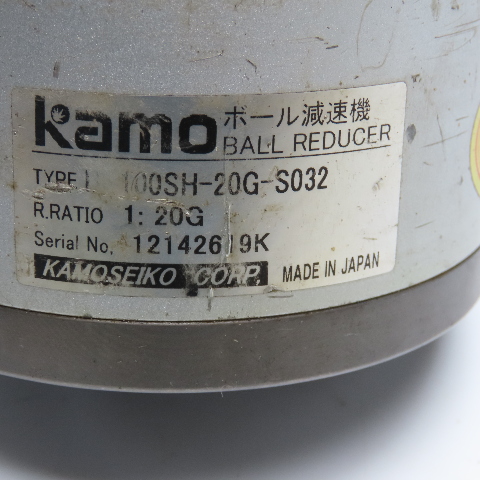 Kamo ボール減速機
BALL REDUCER
TYPE 100SH-20G-S032
R.RATIO 1:20G
Serial No. 12142619K
KAMOSEIKO CORP. MADE IN JAPAN